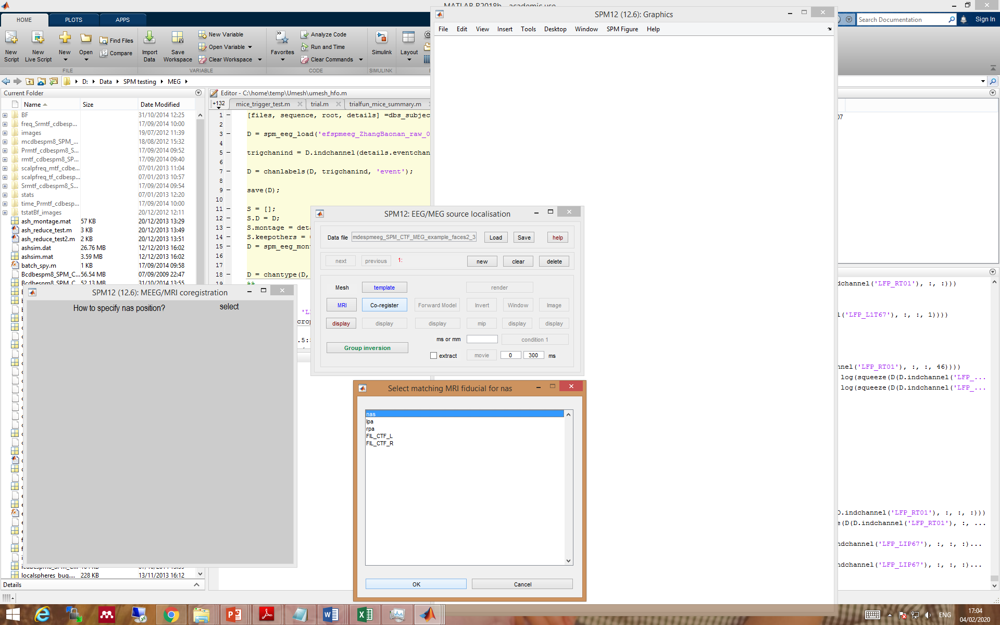 MATLAB R2018b - academic use
HOME
PLOTS
APPS
Search Documentation
Sign In
New Script
New Live Script
New
Open
Find Files
Compare
Import Data
Save Workspace
New Variable
Open Variable
Clear Workspace
Favorites
Analyze Code
Run and Time
Clear Commands
Simulink
Layout
FILE
VARIABLE
CODE
SIMULINK
D: Data SPM testing MEG
Current Folder
Name Size Date Modified
BF 31/10/2014 12:25
freq_Srmtf_cdbesp... 17/09/2014 10:00
images 19/07/2012 11:39
mcdbespm8_SPM_... 18/08/2012 15:32
Prmtf_cdbespm8_S... 17/09/2014 09:52
rmtf_cdbespm8_SP... 17/09/2014 09:40
scalpfreq_mtf_cdbe... 07/01/2013 11:04
scalpfreq_tf_cdbesp... 07/01/2013 10:57
Srmtf_cdbespm8_S... 17/09/2014 09:54
stats 07/01/2013 12:20
time_Prmtf_cdbesp... 17/09/2014 10:00
tstatBf_images 20/12/2012 12:11
ash_montage.mat 57 KB 20/12/2013 13:29
ash_reduce_test.m 3 KB 20/12/2013 13:49
ash_reduce_test2.m 2 KB 20/12/2013 13:51
ashsim.dat 26.76 MB 12/12/2013 16:02
ashsim.mat 3.59 MB 12/12/2013 16:02
batch_spy.m 1 KB 17/09/2014 09:58
Bcdbespm8_SPM_C... 56.54 MB 07/09/2009 22:47
Bcdbespm8_SPM_C... 52.13 MB 31/10/2014 13:55
localspheres_bug.... 228 KB 13/11/2013 16:12
Details
Editor - C:\home\temp\Umesh\umesh_hfo.m
+132 mice_trigger_test.m trial.m trialfun_mice_summary.m
1 [files, sequence, root, details] =dbs_subjec
2
3 D = spm_eeg_load('efspmeeg_ZhangBaonan_raw_0
4
5 trigchanind = D.indchannel(details.eventchan
6
7 D = chanlabels(D, trigchanind, 'event');
8
9 save(D);
10
11 S = [];
12 S.D = D;
13 S.montage = deta
14 S.keepothers =
15 D = spm_eeg_mon
16
17
18 D = chantype(D,
19 %%
SPM12 (12.6): Graphics
File Edit View Insert Tools Desktop Window SPM Figure Help
SPM12: EEG/MEG source localisation
Data file mdespmeeg_SPM_CTF_MEG_example_faces2_3 Load Save help
next previous 1: new clear delete
Mesh template render
MRI Co-register Forward Model Invert Window Image
display display display mip display display
ms or mm condition 1
Group inversion
extract movie 0 300 ms
SPM12 (12.6): MEEG/MRI coregistration
How to specify nas position? select
Select matching MRI fiducial for nas
nas
lpa
rpa
FIL_CTF_L
FIL_CTF_R
OK Cancel
07
dchannel('LFP_RT01', :, :)))
('LFP_L1T67'), :, :, 1))))
nnel('LFP_RT01'), :, :, 46))))
log(squeeze(D(D.indchannel('LFP_...
log(squeeze(D(D.indchannel('LFP_...
D.indchannel('LFP_RT01'), :, :, :)))
e(D(D.indchannel('LFP_RT01'), :, ...
ndchannel('LFP_LIP67'), :, :, :)...
ndchannel('LFP_LIP67'), :, :, :)...
ENG
17:04
04/02/2020